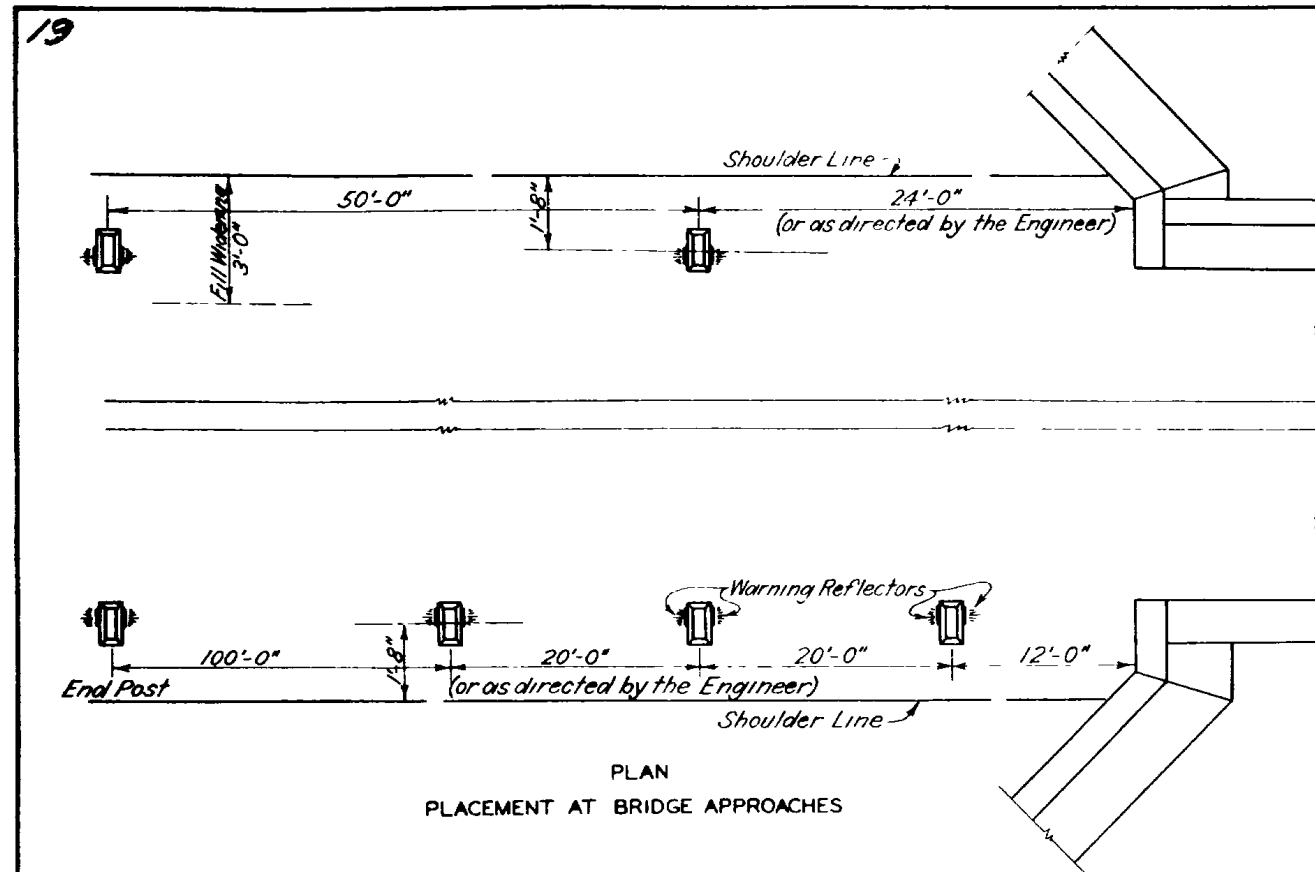 19
Shoulder Line
50'-0"
1'-8"
24'-0"
(or as directed by the Engineer)
Fill Widening
3'-0"
Warning Reflectors
100'-0"
1'-8"
20'-0"
20'-0"
12'-0"
End Post
(or as directed by the Engineer)
Shoulder Line
PLAN
PLACEMENT AT BRIDGE APPROACHES